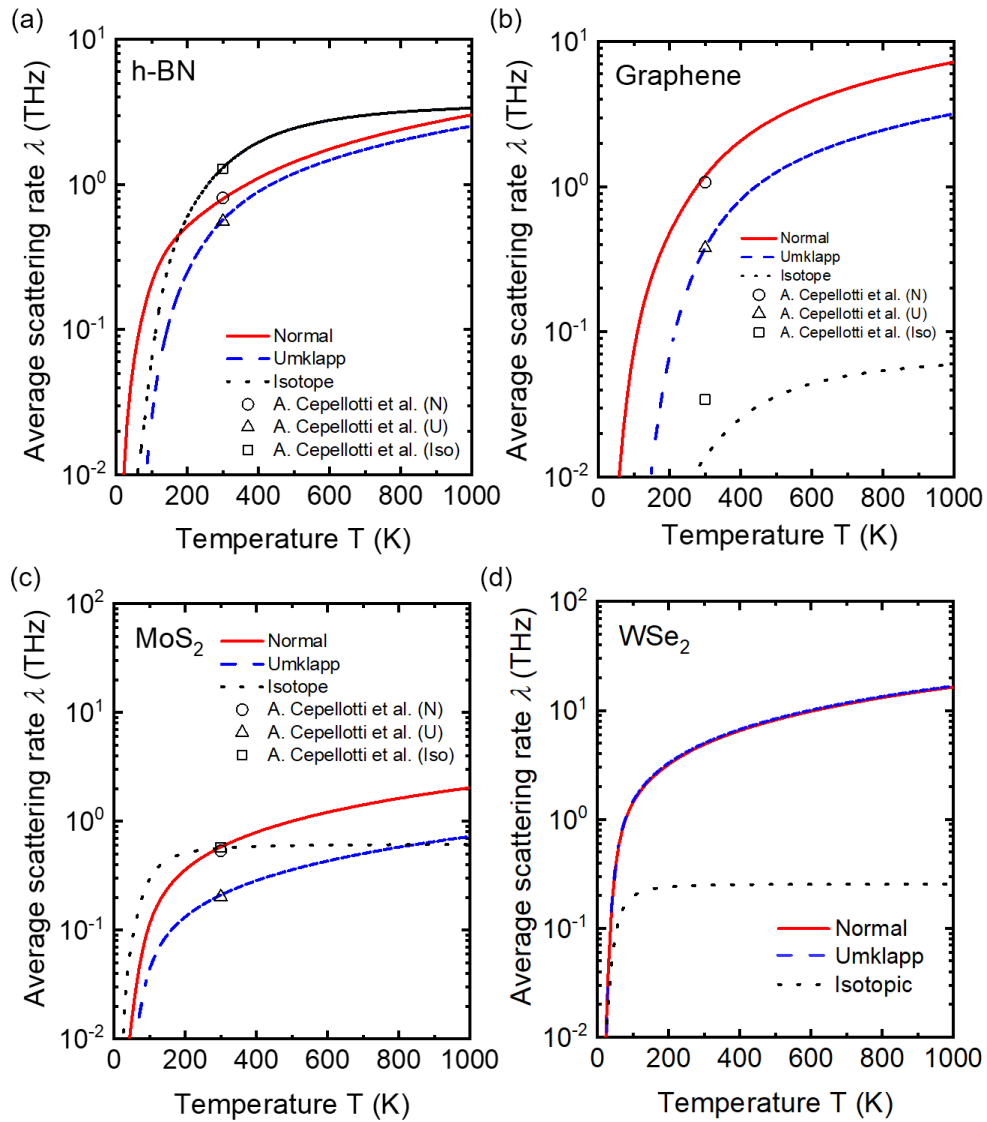 (a)
h-BN
Average scattering rate λ (THz)
10^1
10^0
10^-1
10^-2
Normal
Umklapp
Isotope
A. Cepellotti et al. (N)
A. Cepellotti et al. (U)
A. Cepellotti et al. (Iso)
0 200 400 600 800 1000
Temperature T (K)
(b)
Graphene
Average scattering rate λ (THz)
10^1
10^0
10^-1
10^-2
Normal
Umklapp
Isotope
A. Cepellotti et al. (N)
A. Cepellotti et al. (U)
A. Cepellotti et al. (Iso)
0 200 400 600 800 1000
Temperature T (K)
(c)
MoS₂
Average scattering rate λ (THz)
10^2
10^1
10^0
10^-1
10^-2
Normal
Umklapp
Isotope
A. Cepellotti et al. (N)
A. Cepellotti et al. (U)
A. Cepellotti et al. (Iso)
0 200 400 600 800 1000
Temperature T (K)
(d)
WSe₂
Average scattering rate λ (THz)
10^2
10^1
10^0
10^-1
10^-2
Normal
Umklapp
Isotopic
0 200 400 600 800 1000
Temperature T (K)